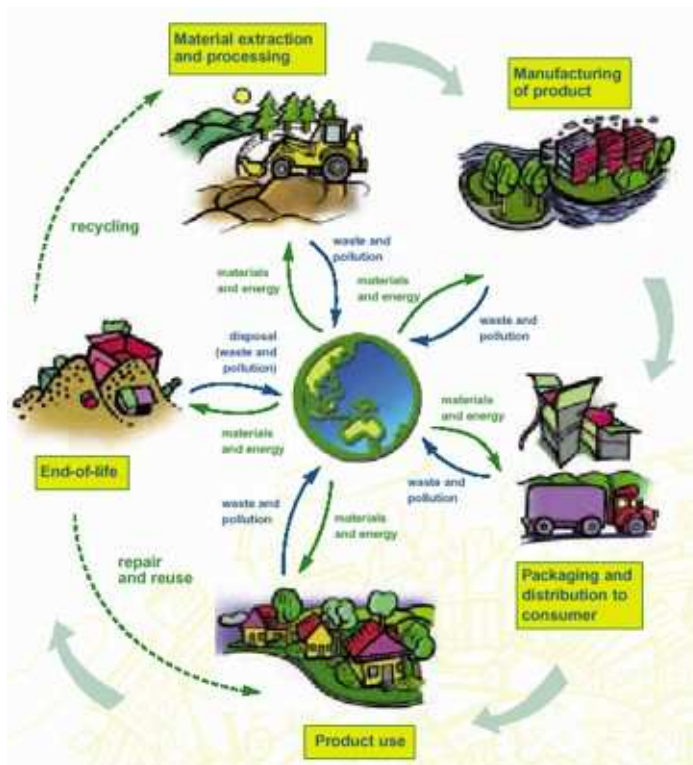 Material extraction
and processing
Manufacturing
of product
recycling
waste and
pollution
materials
and energy
materials
and energy
waste and
pollution
disposal
(waste and
pollution)
materials
and energy
materials
and energy
End-of-life
waste and
pollution
waste and
pollution
materials
and energy
repair
and reuse
Packaging and
distribution to
consumer
Product use